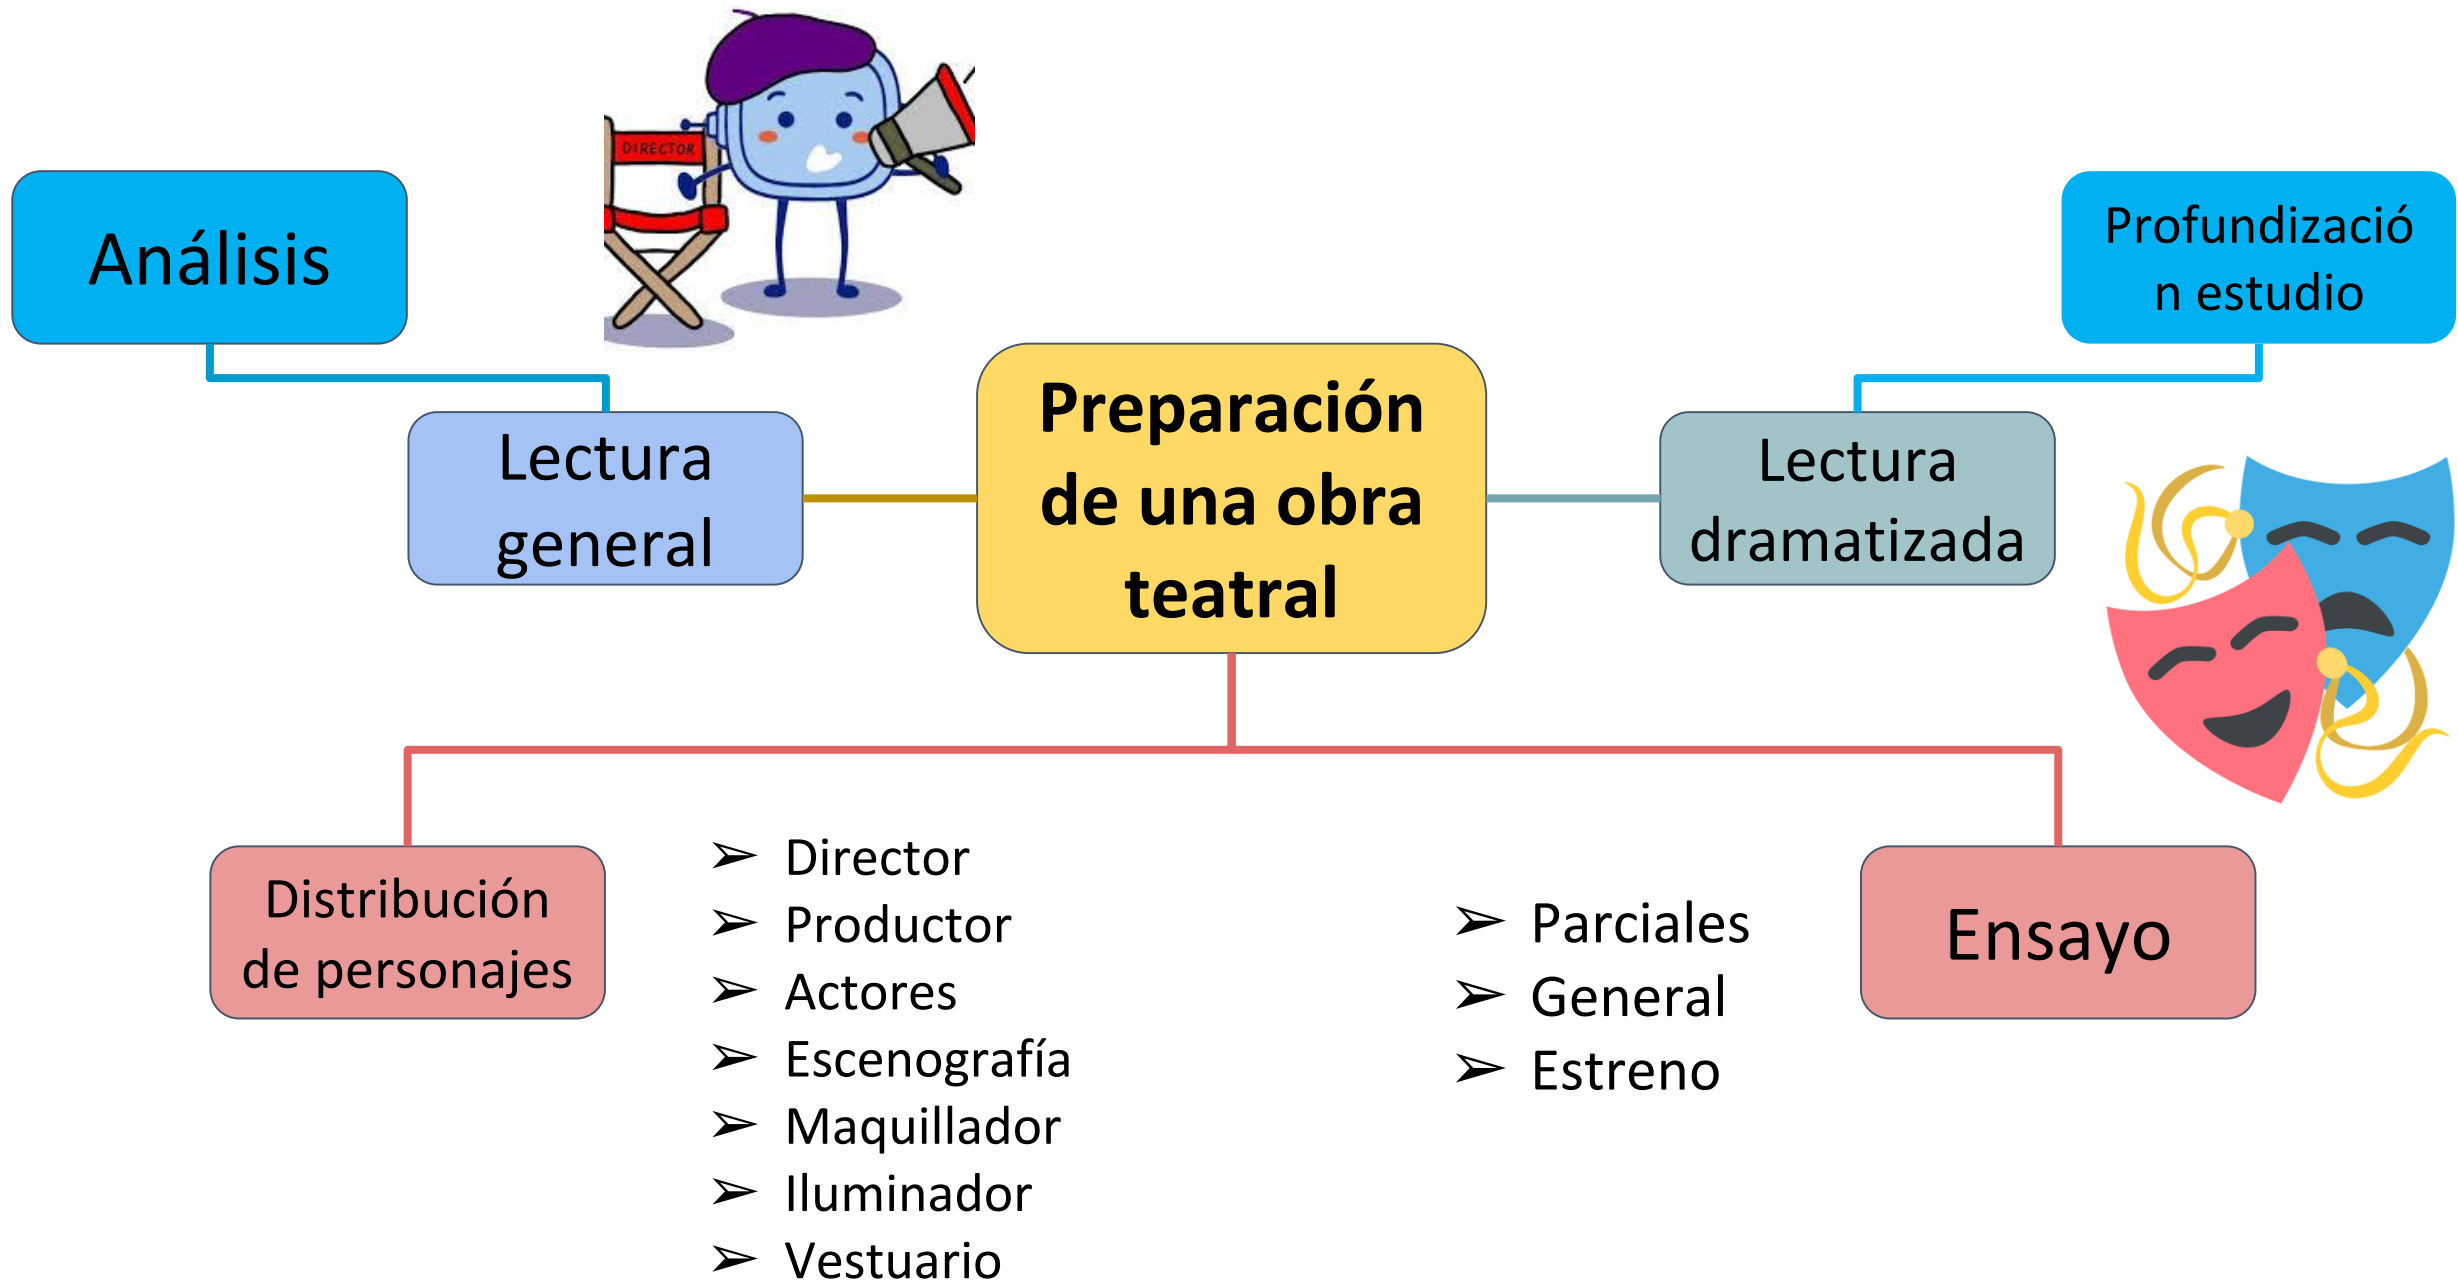 DIRECTOR
Análisis
Profundizació
n estudio
Lectura
general
Preparación
de una obra
teatral
Lectura
dramatizada
Distribución
de personajes
➢ Director
➢ Productor
➢ Actores
➢ Escenografía
➢ Maquillador
➢ Iluminador
➢ Vestuario
➢ Parciales
➢ General
➢ Estreno
Ensayo